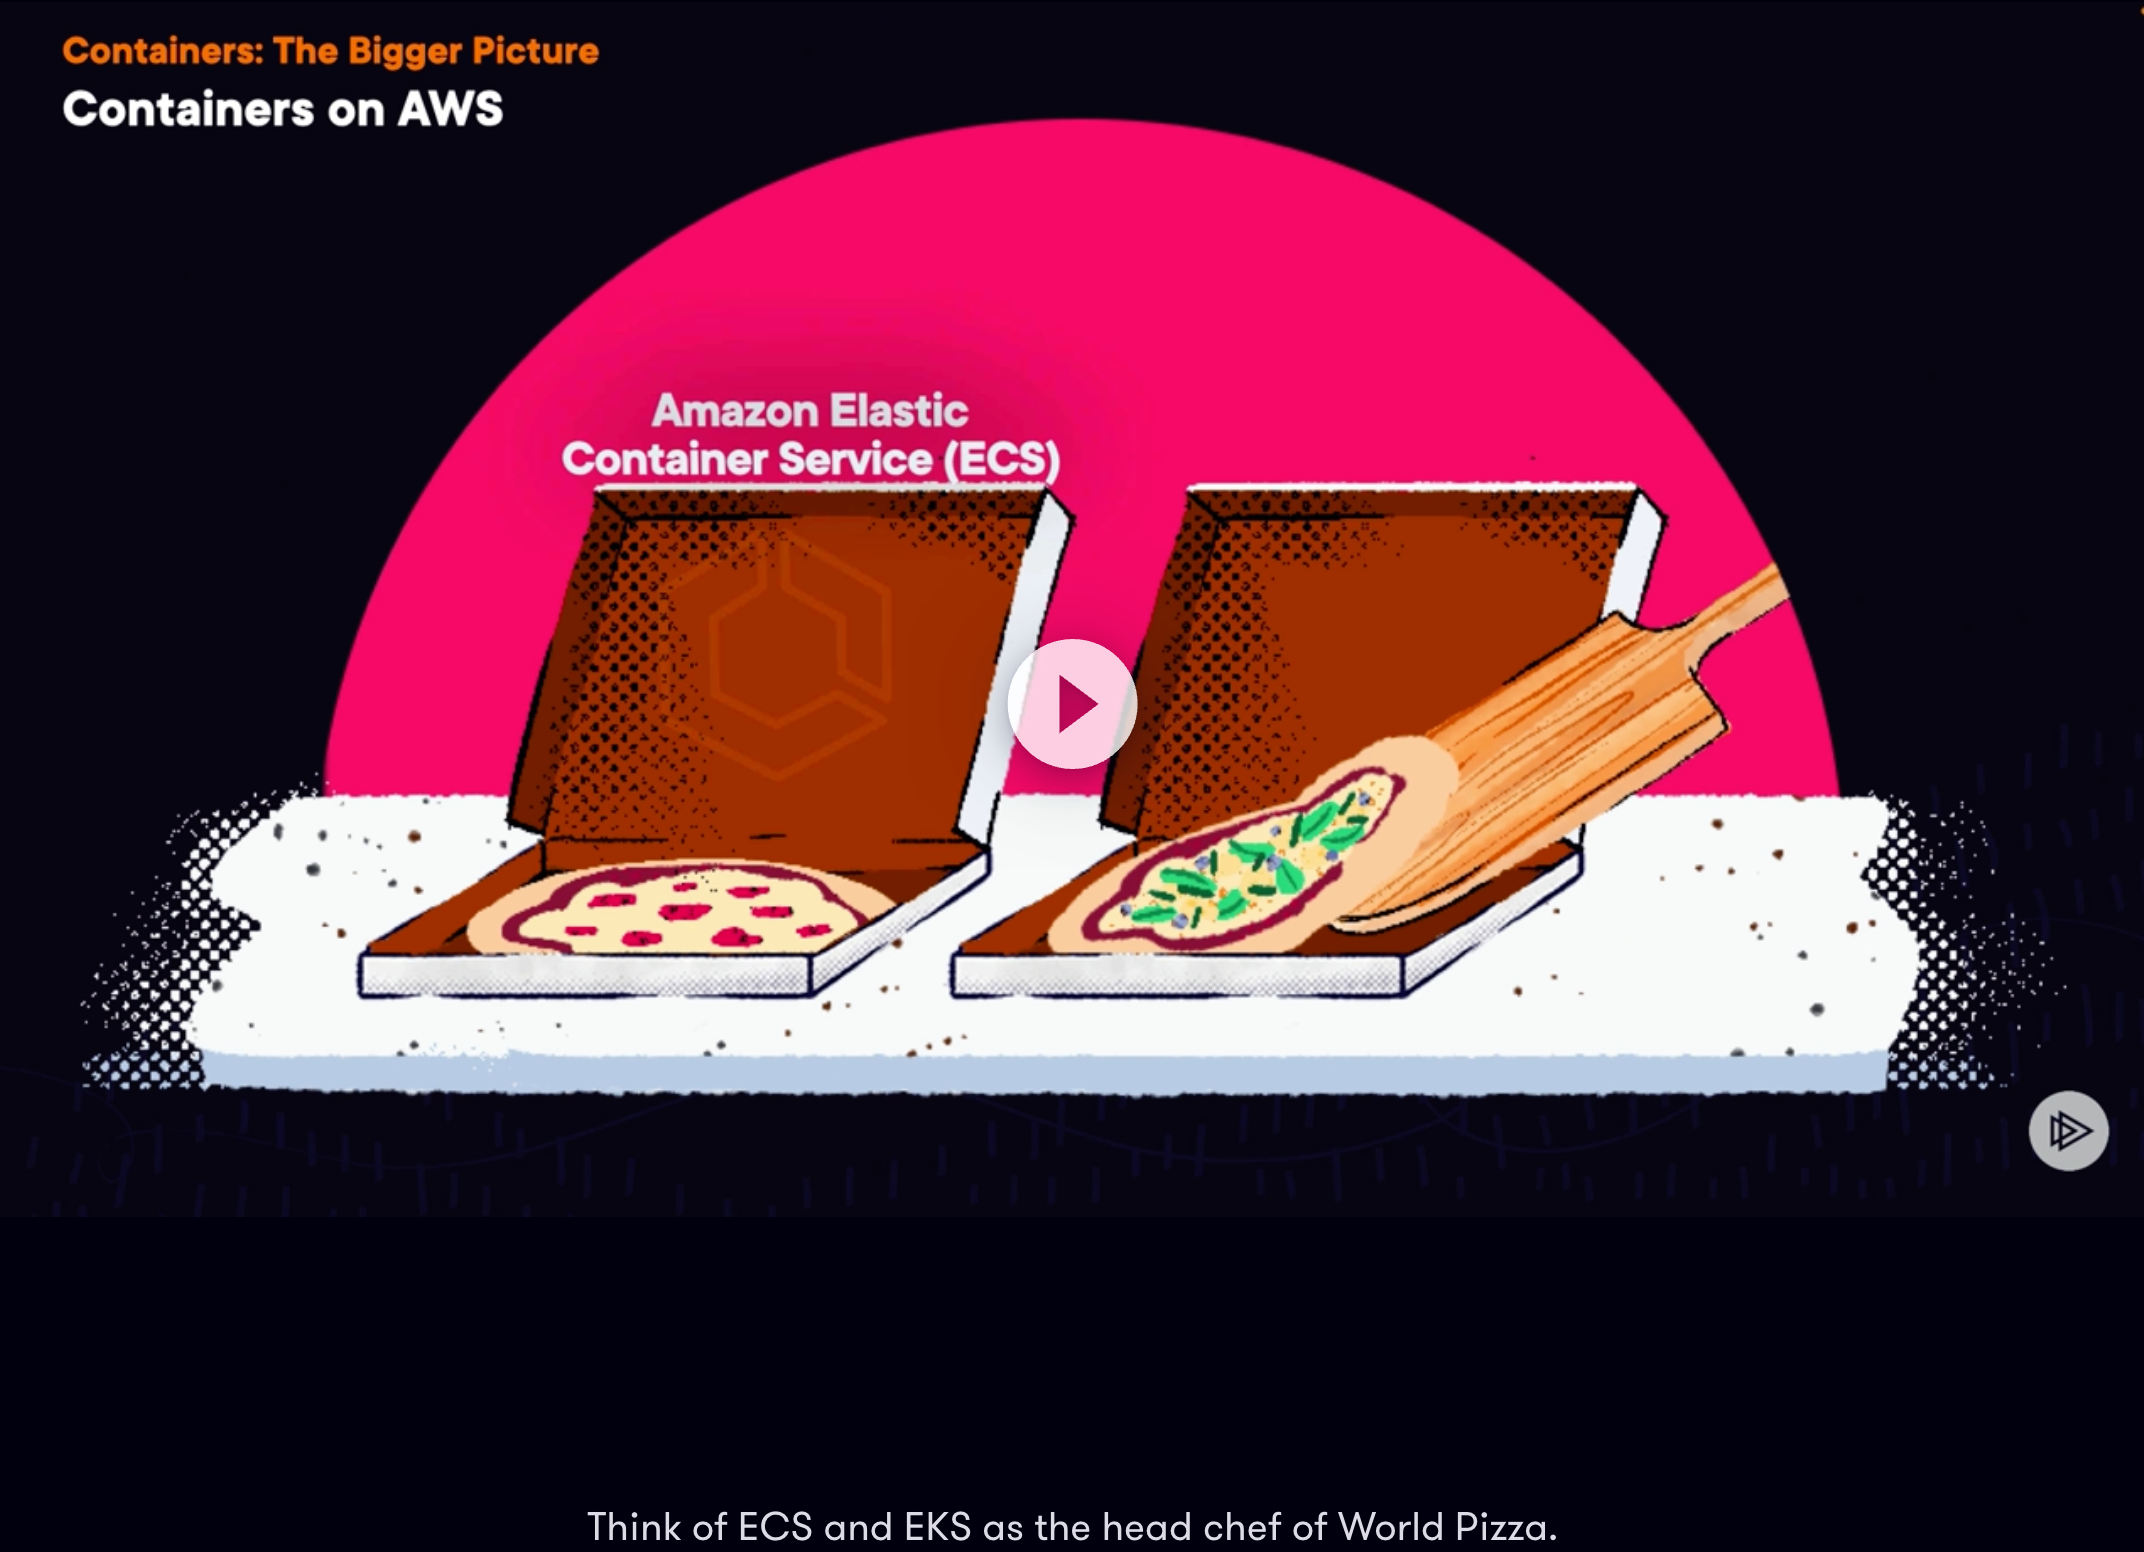 Containers: The Bigger Picture
Containers on AWS
Amazon Elastic
Container Service (ECS)
Think of ECS and EKS as the head chef of World Pizza.